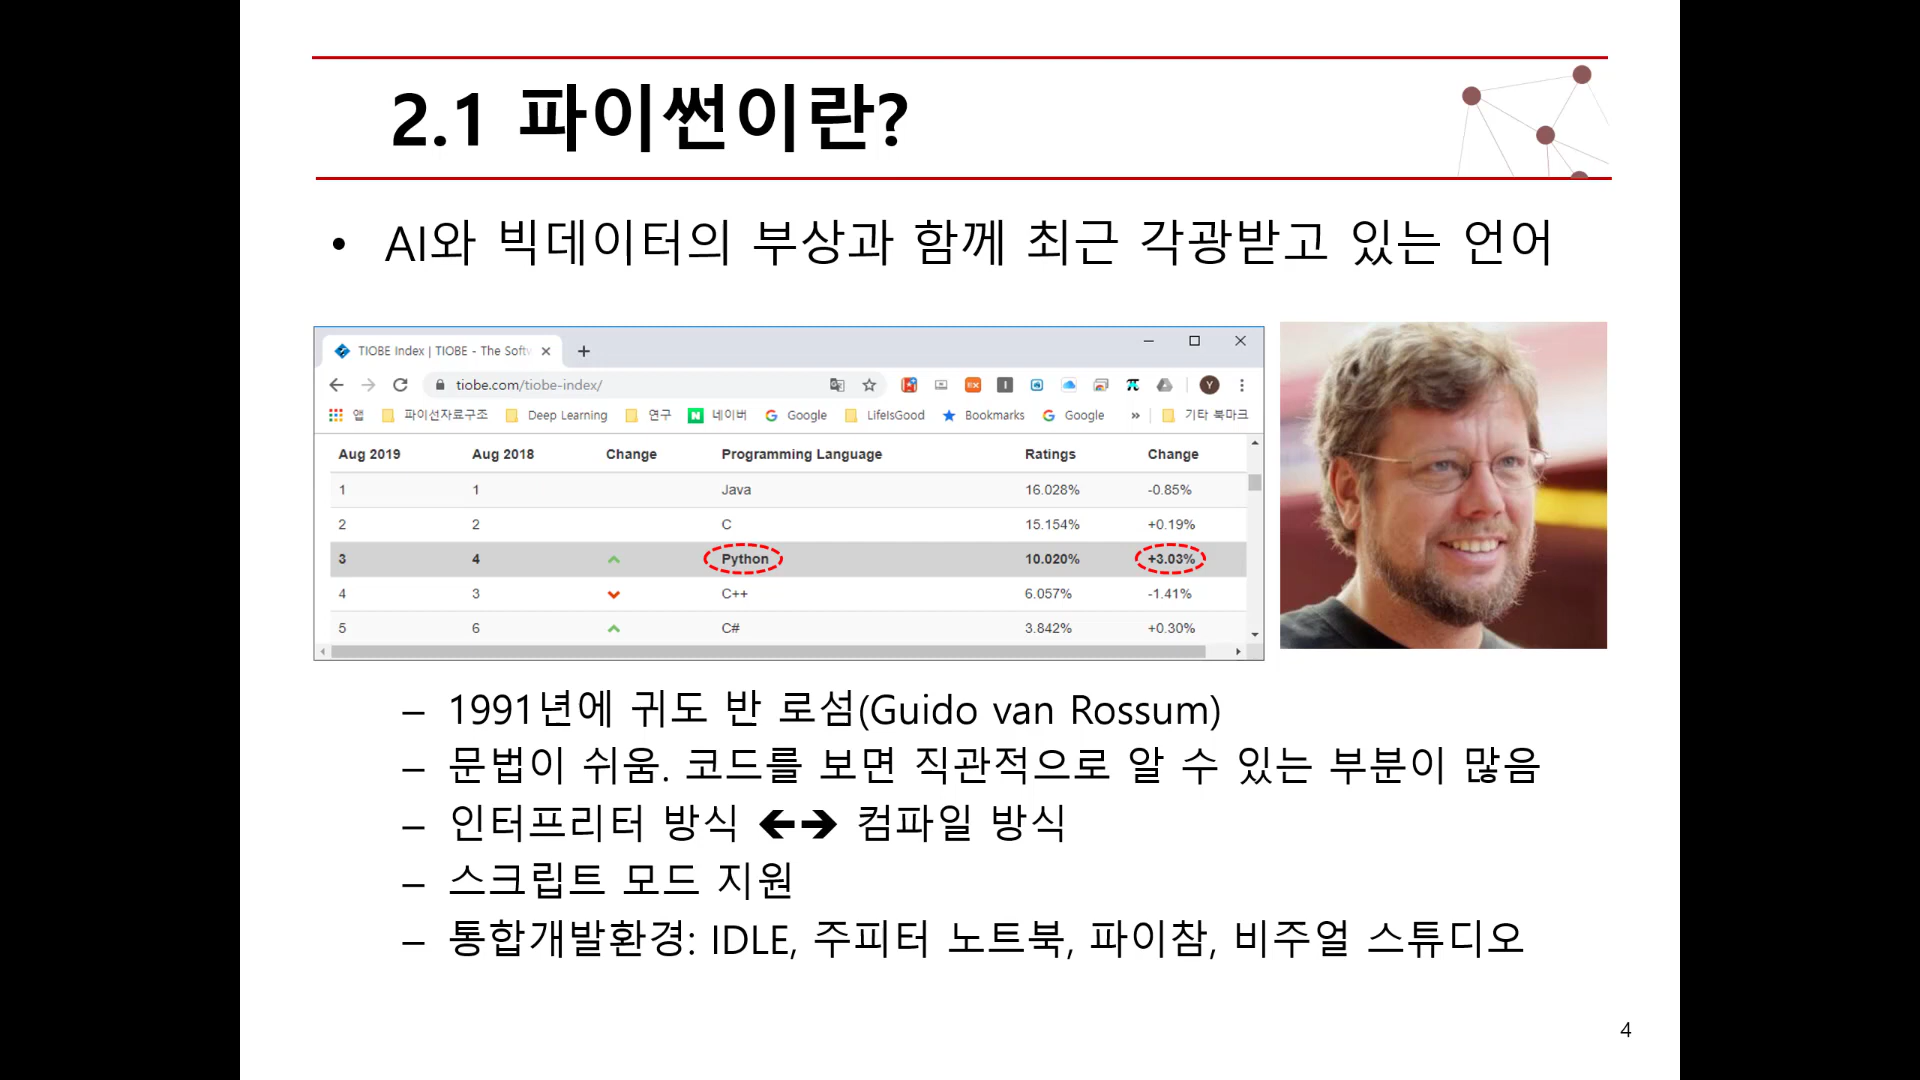 2.1 파이썬이란?
• AI와 빅데이터의 부상과 함께 최근 각광받고 있는 언어
TIOBE Index | TIOBE - The Softw
tiobe.com/tiobe-index/
앱 파이선자료구조 Deep Learning 연구 네이버 Google LifeIsGood Bookmarks Google » 기타 북마크
Aug 2019 Aug 2018 Change Programming Language Ratings Change
1 1 Java 16.028% -0.85%
2 2 C 15.154% +0.19%
3 4 Python 10.020% +3.03%
4 3 C++ 6.057% -1.41%
5 6 C# 3.842% +0.30%
– 1991년에 귀도 반 로섬(Guido van Rossum)
– 문법이 쉬움. 코드를 보면 직관적으로 알 수 있는 부분이 많음
– 인터프리터 방식 🡸🡺 컴파일 방식
– 스크립트 모드 지원
– 통합개발환경: IDLE, 주피터 노트북, 파이참, 비주얼 스튜디오
4